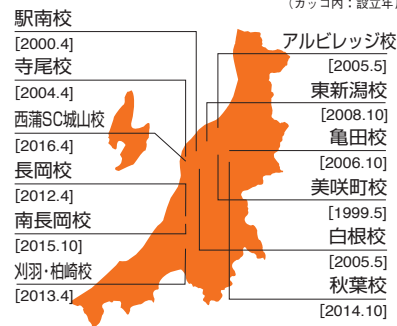 （カッコ内：設立年月
駅南校
[2000.4]
寺尾校
[2004.4]
西蒲SC城山校
[2016.4]
長岡校
[2012.4]
南長岡校
[2015.10]
刈羽・柏崎校
[2013.4]
アルビレッジ校
[2005.5]
東新潟校
[2008.10]
亀田校
[2006.10]
美咲町校
[1999.5]
白根校
[2005.5]
秋葉校
[2014.10]